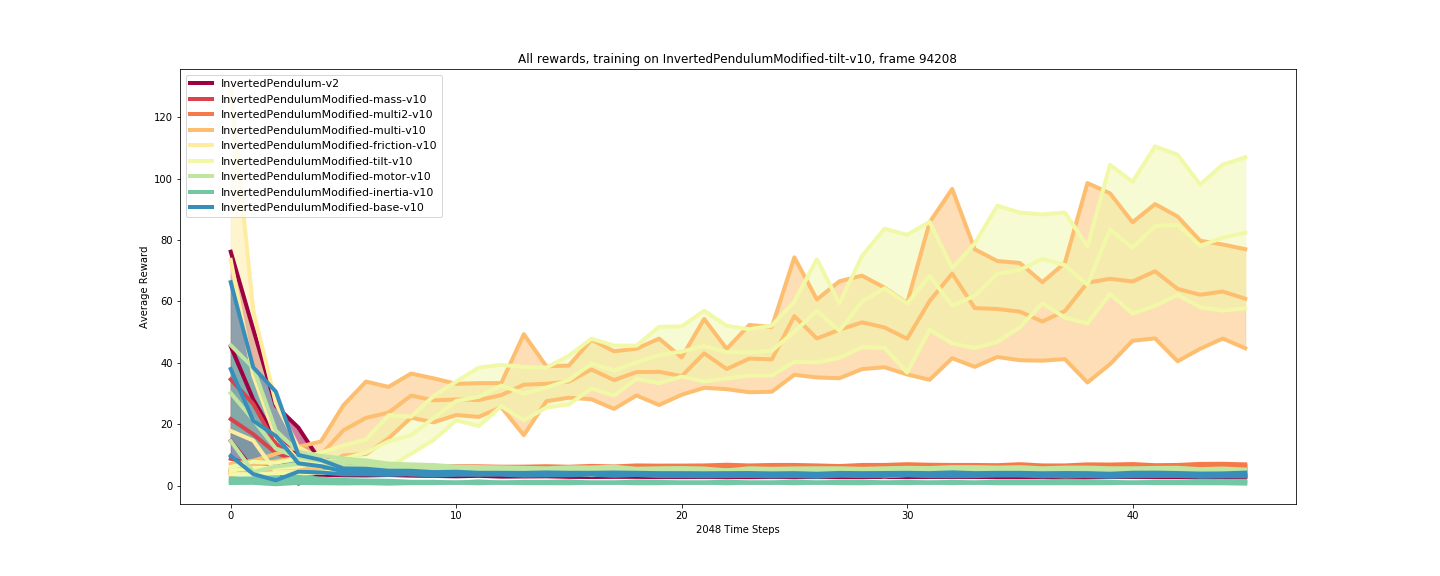 All rewards, training on InvertedPendulumModified-tilt-v10, frame 94208
InvertedPendulum-v2
InvertedPendulumModified-mass-v10
InvertedPendulumModified-multi2-v10
InvertedPendulumModified-multi-v10
InvertedPendulumModified-friction-v10
InvertedPendulumModified-tilt-v10
InvertedPendulumModified-motor-v10
InvertedPendulumModified-inertia-v10
InvertedPendulumModified-base-v10
Average Reward
120
100
80
60
40
20
0
0 10 20 30 40
2048 Time Steps